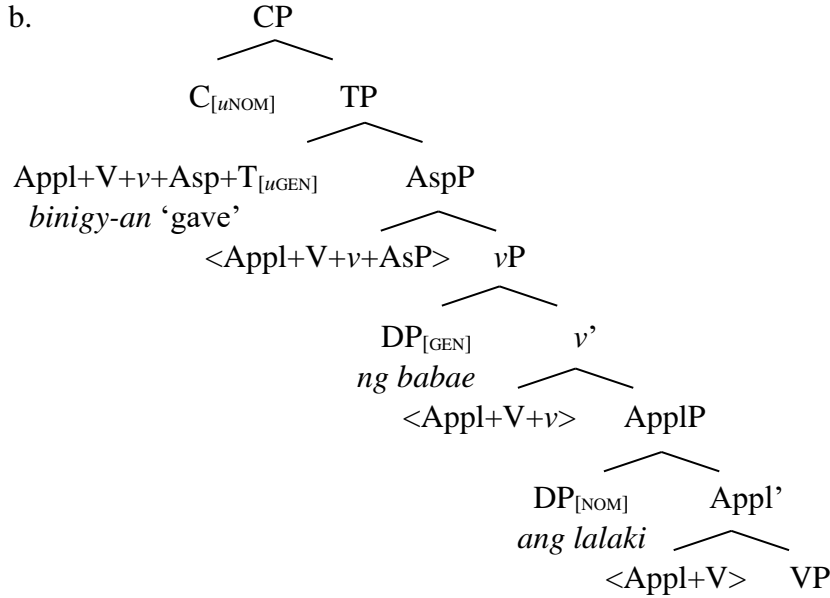 b. CP
C[uNOM] TP
Appl+V+v+Asp+T[uGEN] AspP
binigy-an ‘gave’
<Appl+V+v+AsP> vP
DP[GEN] v’
ng babae
<Appl+V+v> ApplP
DP[NOM] Appl’
ang lalaki
<Appl+V> VP